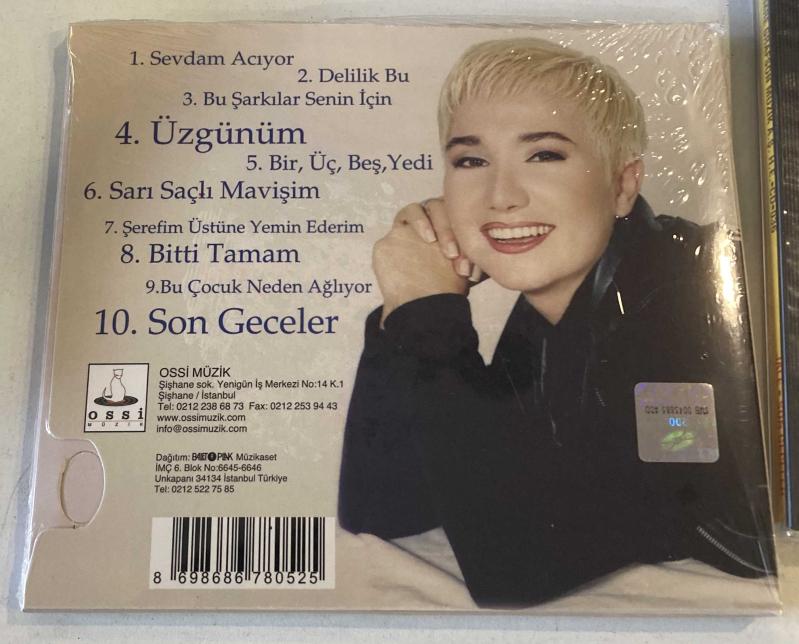 1. Sevdam Acıyor
2. Delilik Bu
3. Bu Şarkılar Senin İçin
4. Üzgünüm
5. Bir, Üç, Beş,Yedi
6. Sarı Saçlı Mavişim
7. Şerefim Üstüne Yemin Ederim
8. Bitti Tamam
9.Bu Çocuk Neden Ağlıyor
10. Son Geceler
ossi
MÜZİK
OSSİ MÜZİK
Şişhane sok. Yenigün İş Merkezi No:14 K.1
Şişhane / İstanbul
Tel: 0212 238 68 73 Fax: 0212 253 94 43
www.ossimuzik.com
info@ossimuzik.com
Dağıtım: Müzikaset
İMÇ 6. Blok No:6645-6646
Unkapanı 34134 İstanbul Türkiye
Tel: 0212 522 75 85
8 698686 780525